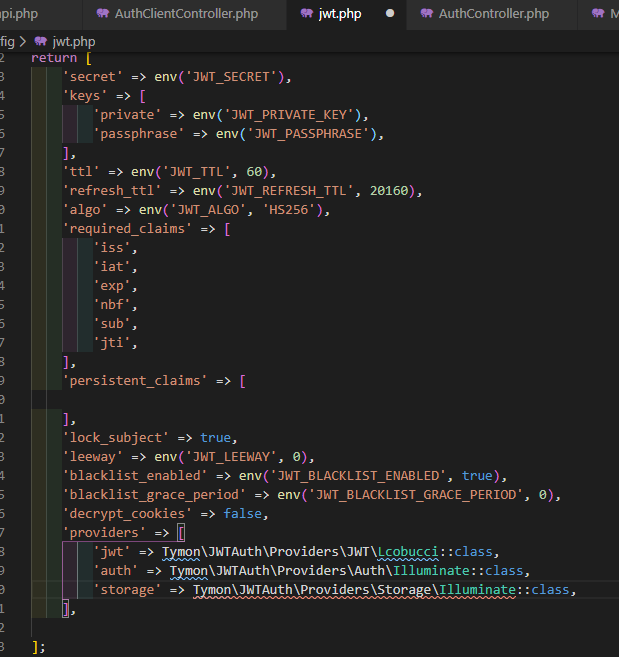 api.php AuthClientController.php jwt.php AuthController.php M
fig > jwt.php
2 return [
3 'secret' => env('JWT_SECRET'),
4 'keys' => [
5 'private' => env('JWT_PRIVATE_KEY'),
6 'passphrase' => env('JWT_PASSPHRASE'),
7 ],
8 'ttl' => env('JWT_TTL', 60),
9 'refresh_ttl' => env('JWT_REFRESH_TTL', 20160),
0 'algo' => env('JWT_ALGO', 'HS256'),
1 'required_claims' => [
2 'iss',
3 'iat',
4 'exp',
5 'nbf',
6 'sub',
7 'jti',
8 ],
9 'persistent_claims' => [
0
1 ],
2 'lock_subject' => true,
3 'leeway' => env('JWT_LEEWAY', 0),
4 'blacklist_enabled' => env('JWT_BLACKLIST_ENABLED', true),
5 'blacklist_grace_period' => env('JWT_BLACKLIST_GRACE_PERIOD', 0),
6 'decrypt_cookies' => false,
7 'providers' => [
8 'jwt' => Tymon\JWTAuth\Providers\JWT\Lcobucci::class,
9 'auth' => Tymon\JWTAuth\Providers\Auth\Illuminate::class,
0 'storage' => Tymon\JWTAuth\Providers\Storage\Illuminate::class,
1 ],
2
3 ];